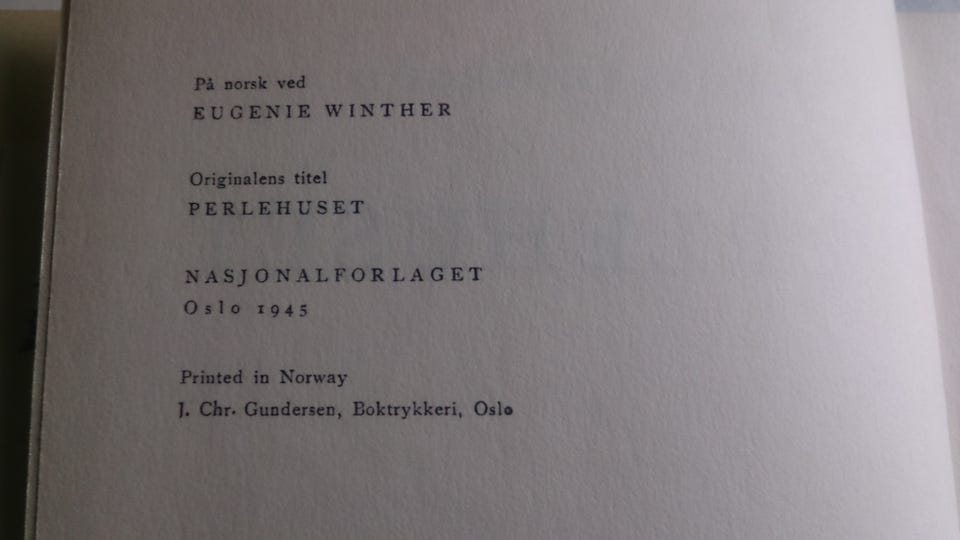 På norsk ved
EUGENIE WINTHER
Originalens titel
PERLEHUSET
NASJONALFORLAGET
Oslo 1945
Printed in Norway
J. Chr. Gundersen, Boktrykkeri, Oslo